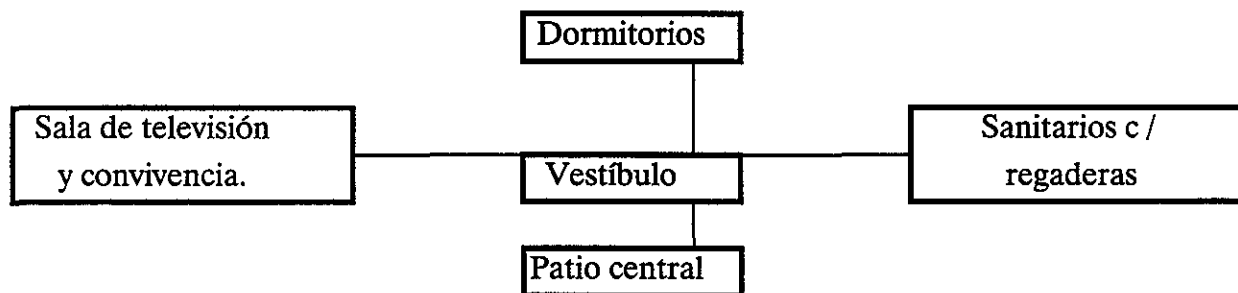 Dormitorios
Sala de televisión
y convivencia.
Vestíbulo
Sanitarios c /
regaderas
Patio central